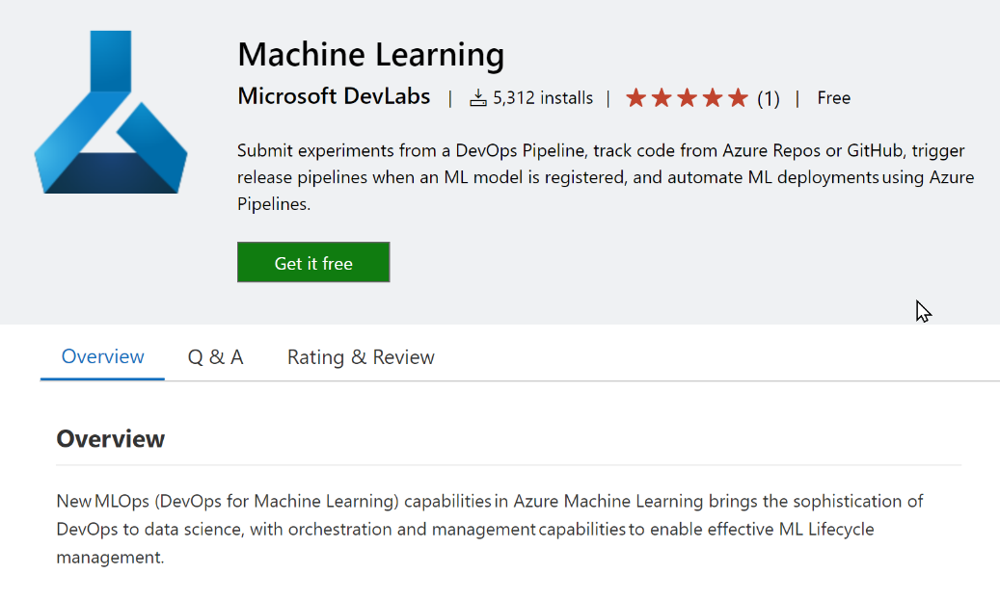 Machine Learning
Microsoft DevLabs | 5,312 installs | ★★★★★ (1) | Free
Submit experiments from a DevOps Pipeline, track code from Azure Repos or GitHub, trigger
release pipelines when an ML model is registered, and automate ML deployments using Azure
Pipelines.
Get it free
Overview Q & A Rating & Review
Overview
New MLOps (DevOps for Machine Learning) capabilities in Azure Machine Learning brings the sophistication of
DevOps to data science, with orchestration and management capabilities to enable effective ML Lifecycle
management.